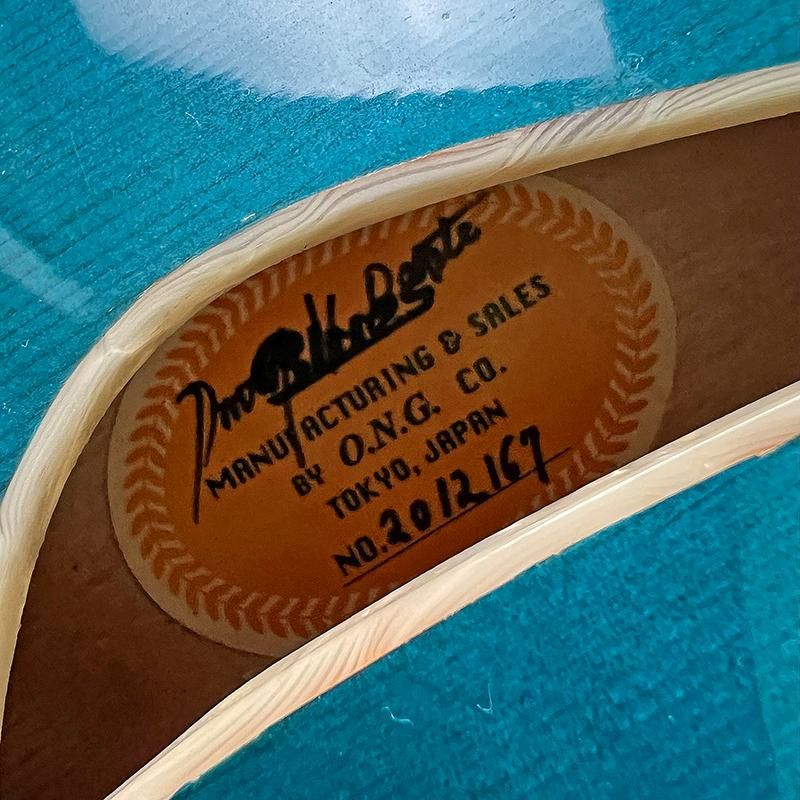 MANUFACTURING & SALES
BY O.N.G. CO.
TOKYO, JAPAN
NO. 2012167